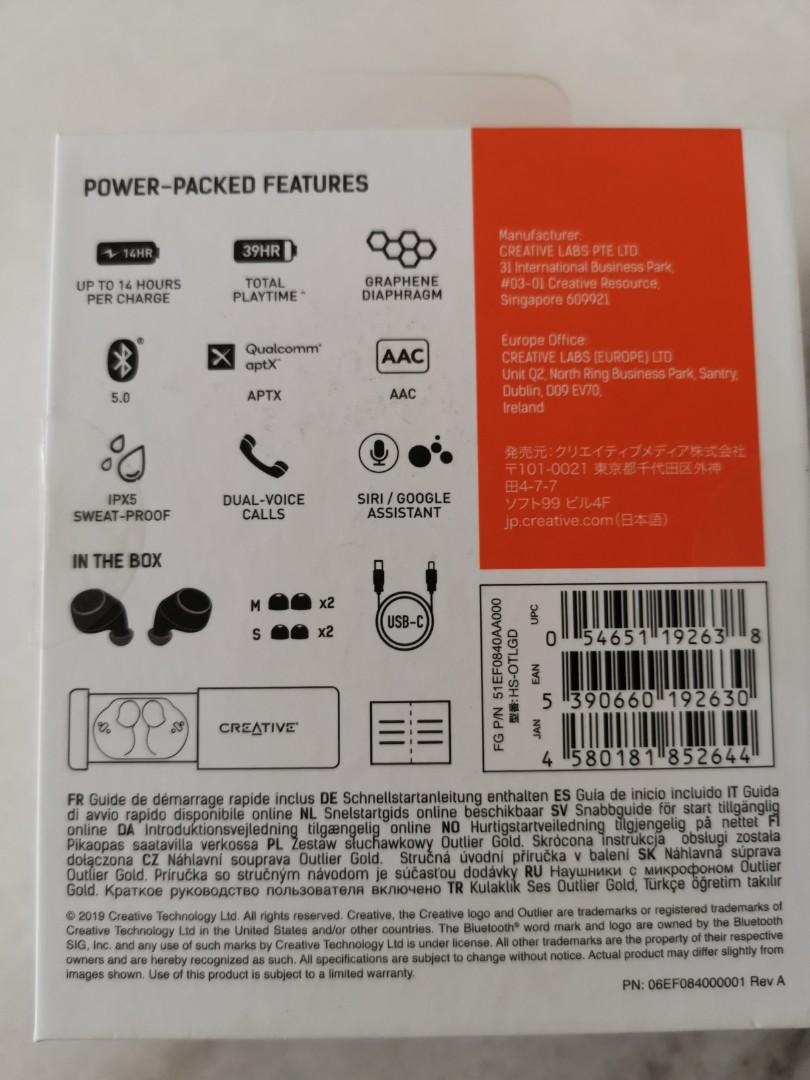 POWER-PACKED FEATURES
14HR
UP TO 14 HOURS
PER CHARGE
39HR
TOTAL
PLAYTIME^
GRAPHENE
DIAPHRAGM
®
5.0
Qualcomm®
aptX™
APTX
AAC
AAC
IPX5
SWEAT-PROOF
DUAL-VOICE
CALLS
SIRI / GOOGLE
ASSISTANT
IN THE BOX
M x2
S x2
USB-C
CREATIVE®
Manufacturer:
CREATIVE LABS PTE LTD
31 International Business Park,
#03-01 Creative Resource,
Singapore 609921
Europe Office:
CREATIVE LABS (EUROPE) LTD
Unit Q2, North Ring Business Park, Santry,
Dublin, D09 EV70,
Ireland
発売元:クリエイティブメディア株式会社
〒101-0021 東京都千代田区外神
田4-7-7
ソフト99 ビル4F
jp.creative.com(日本語)
FG P/N 51EF0840AA000
型番:HS-OTLGD
UPC
0 54651 19263 8
EAN
5 390660 192630
JAN
4 580181 852644
FR Guide de démarrage rapide inclus DE Schnellstartanleitung enthalten ES Guía de inicio incluido IT Guida
di avvio rapido disponibile online NL Snelstartgids online beschikbaar SV Snabbguide för start tillgänglig
online DA Introduktionsvejledning tilgængelig online NO Hurtigstartveiledning tilgjengelig på nettet FI
Pikaopas saatavilla verkossa PL Zestaw słuchawkowy Outlier Gold. Skrócona instrukcja obsługi została
dołączona CZ Náhlavní souprava Outlier Gold. Stručná úvodní příručka v balení SK Náhlavná súprava
Outlier Gold. Príručka so stručným návodom je súčasťou dodávky RU Наушники с микрофоном Outlier
Gold. Краткое руководство пользователя включено TR Kulaklık Ses Outlier Gold, Türkçe öğretim takılır
© 2019 Creative Technology Ltd. All rights reserved. Creative, the Creative logo and Outlier are trademarks or registered trademarks of
Creative Technology Ltd in the United States and/or other countries. The Bluetooth® word mark and logo are owned by the Bluetooth
SIG, Inc. and any use of such marks by Creative Technology Ltd is under license. All other trademarks are the property of their respective
owners and are hereby recognized as such. All specifications are subject to change without notice. Actual product may differ slightly from
images shown. Use of this product is subject to a limited warranty.
PN: 06EF084000001 Rev A